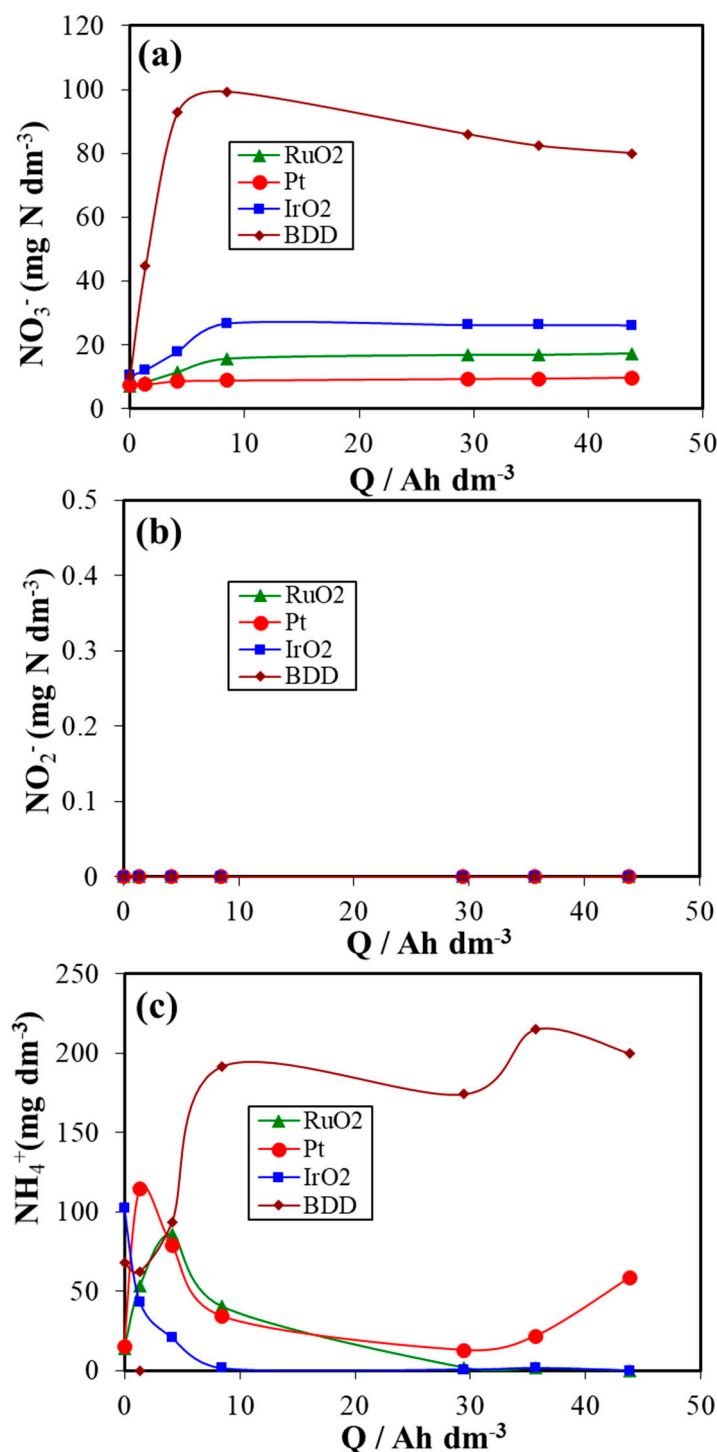 (a)
NO₃⁻ (mg N dm⁻³)
120
100
80
60
40
20
0
RuO2
Pt
IrO2
BDD
0 10 20 30 40 50
Q / Ah dm⁻³
(b)
NO₂⁻ (mg N dm⁻³)
0.5
0.4
0.3
0.2
0.1
0
RuO2
Pt
IrO2
BDD
0 10 20 30 40 50
Q / Ah dm⁻³
(c)
NH₄⁺(mg dm⁻³)
250
200
150
100
50
0
RuO2
Pt
IrO2
BDD
0 10 20 30 40 50
Q / Ah dm⁻³